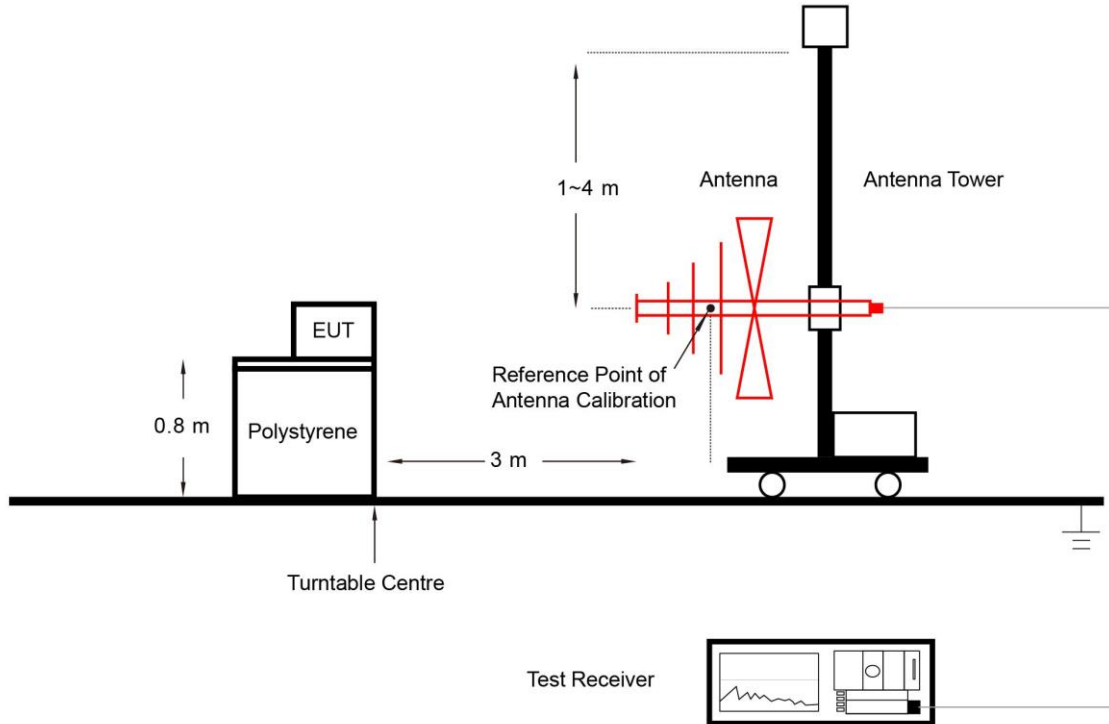 1~4 m
Antenna
Antenna Tower
EUT
Reference Point of
Antenna Calibration
0.8 m
Polystyrene
3 m
Turntable Centre
Test Receiver